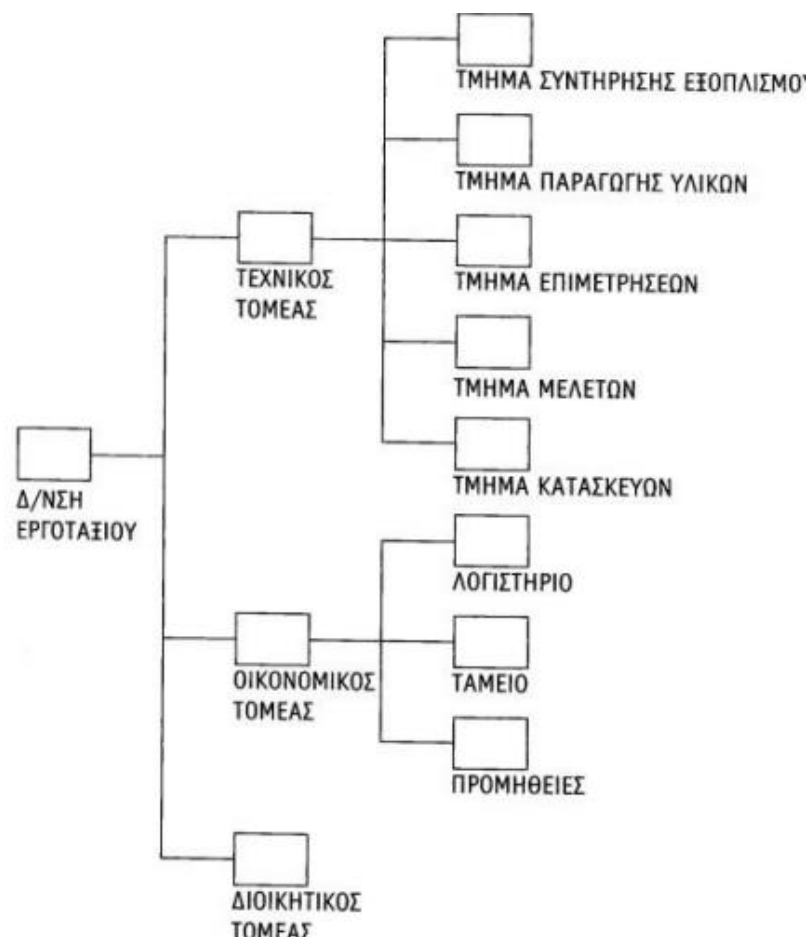 ΤΜΗΜΑ ΣΥΝΤΗΡΗΣΗΣ ΕΞΟΠΛΙΣΜΟΥ
ΤΜΗΜΑ ΠΑΡΑΓΩΓΗΣ ΥΛΙΚΩΝ
ΤΕΧΝΙΚΟΣ
ΤΟΜΕΑΣ
ΤΜΗΜΑ ΕΠΙΜΕΤΡΗΣΕΩΝ
ΤΜΗΜΑ ΜΕΛΕΤΩΝ
ΤΜΗΜΑ ΚΑΤΑΣΚΕΥΩΝ
Δ/ΝΣΗ
ΕΡΓΟΤΑΞΙΟΥ
ΛΟΓΙΣΤΗΡΙΟ
ΟΙΚΟΝΟΜΙΚΟΣ
ΤΟΜΕΑΣ
ΤΑΜΕΙΟ
ΠΡΟΜΗΘΕΙΕΣ
ΔΙΟΙΚΗΤΙΚΟΣ
ΤΟΜΕΑΣ